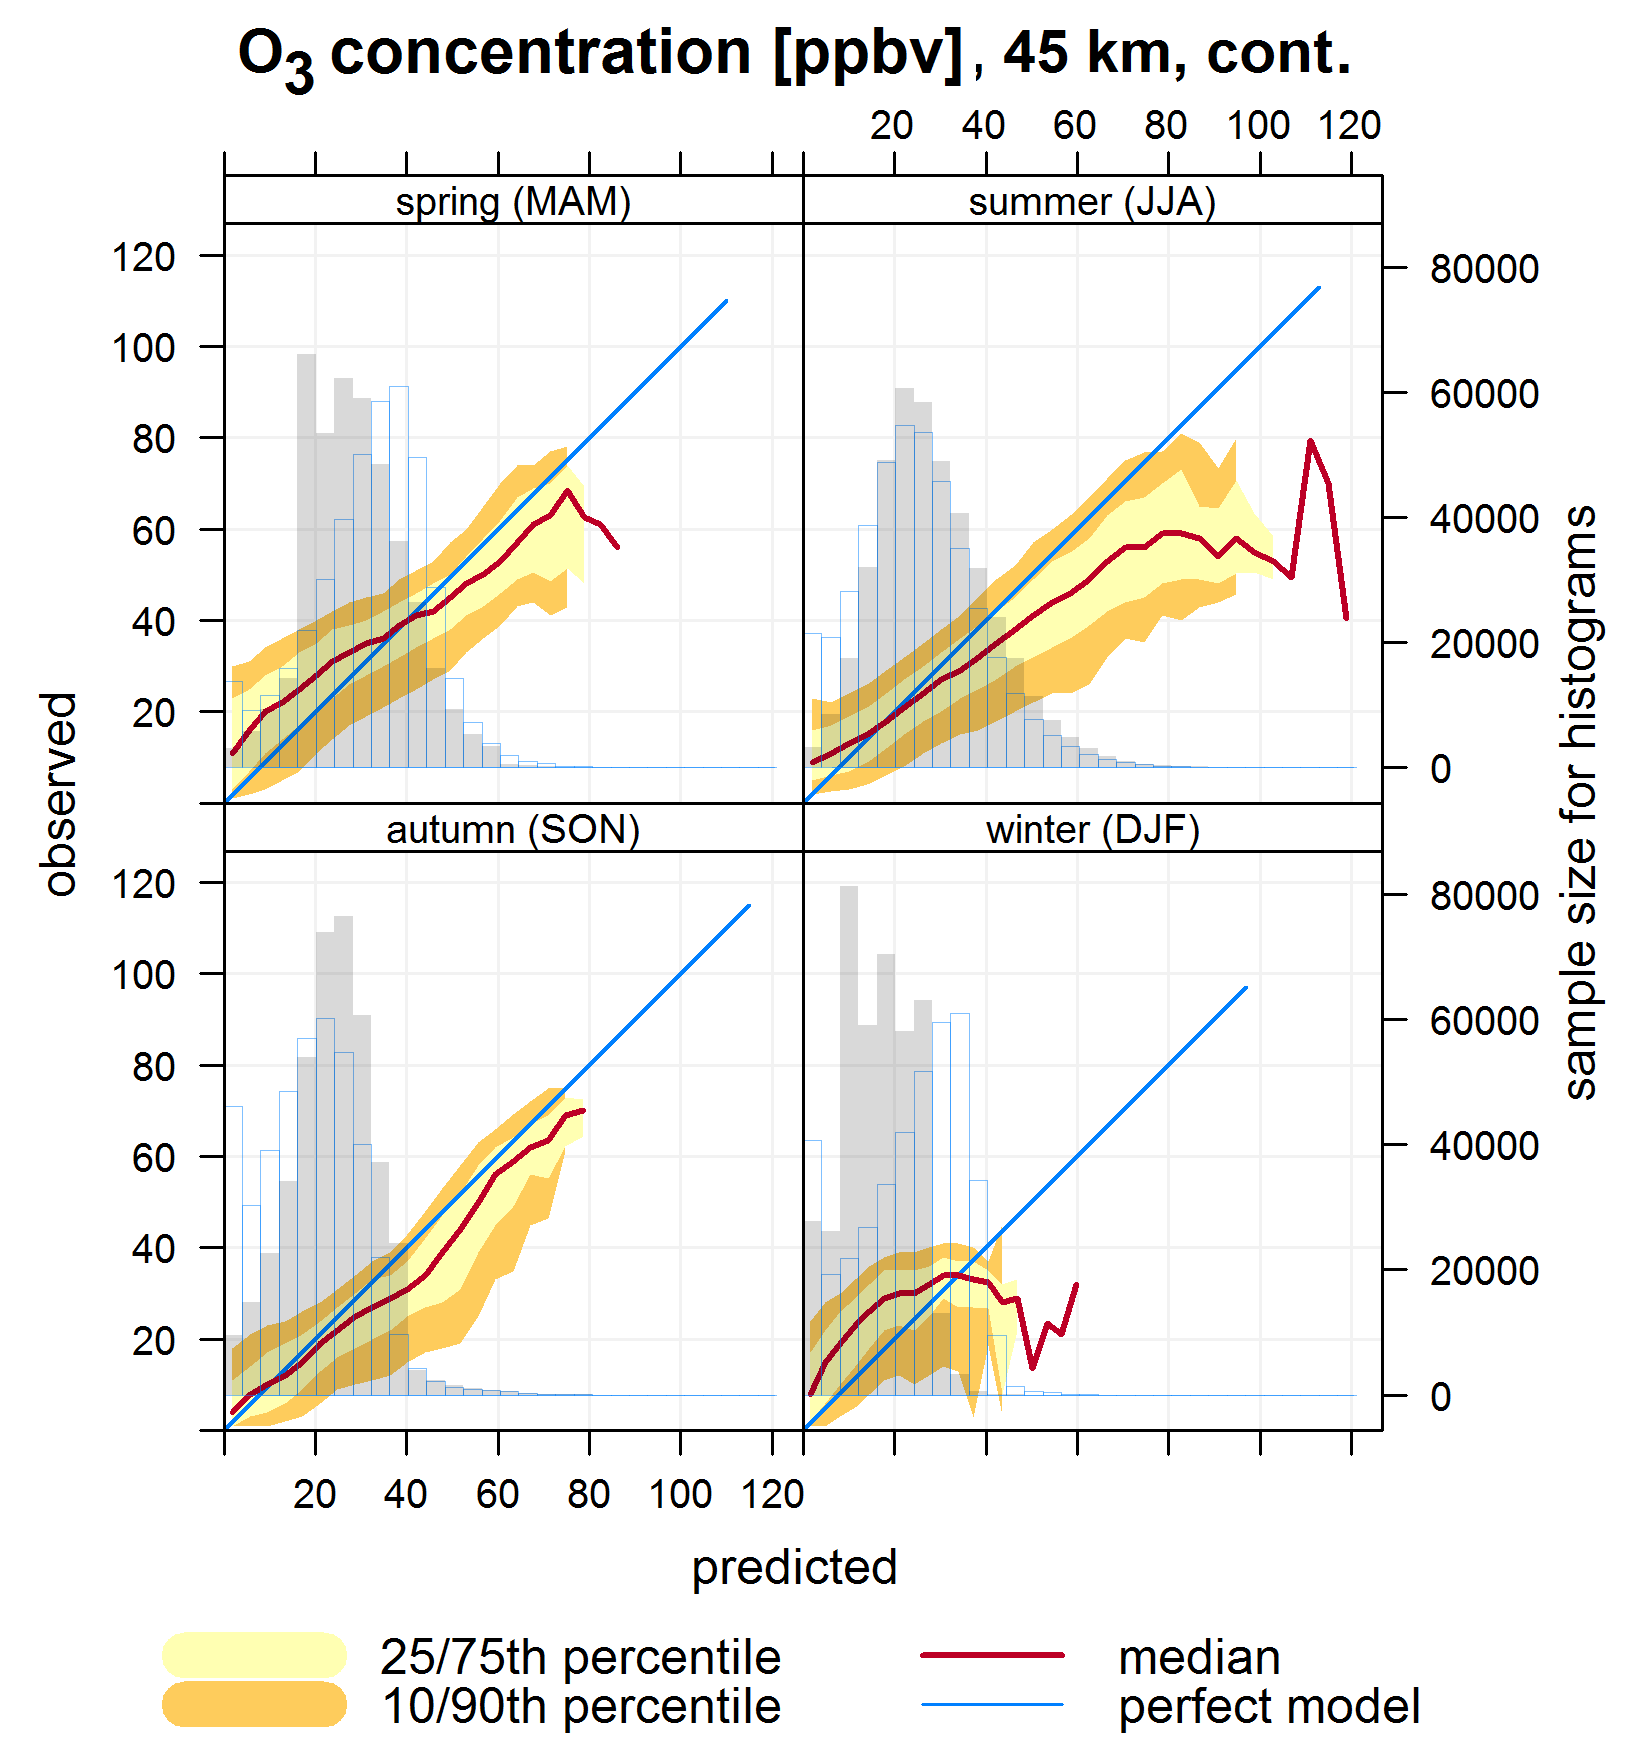 O3 concentration [ppbv], 45 km, cont.
20 40 60 80 100 120
spring (MAM)
summer (JJA)
120
100
80
60
40
20
80000
60000
40000
20000
0
observed
sample size for histograms
autumn (SON)
winter (DJF)
120
100
80
60
40
20
80000
60000
40000
20000
0
20 40 60 80 100 120
predicted
25/75th percentile
median
10/90th percentile
perfect model